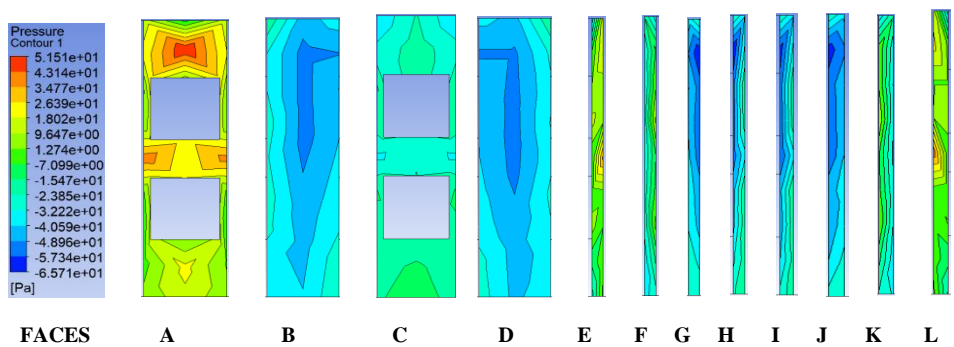 Pressure
Contour 1
5.151e+01
4.314e+01
3.477e+01
2.639e+01
1.802e+01
9.647e+00
1.274e+00
-7.099e+00
-1.547e+01
-2.385e+01
-3.222e+01
-4.059e+01
-4.896e+01
-5.734e+01
-6.571e+01
[Pa]
FACES A B C D E F G H I J K L